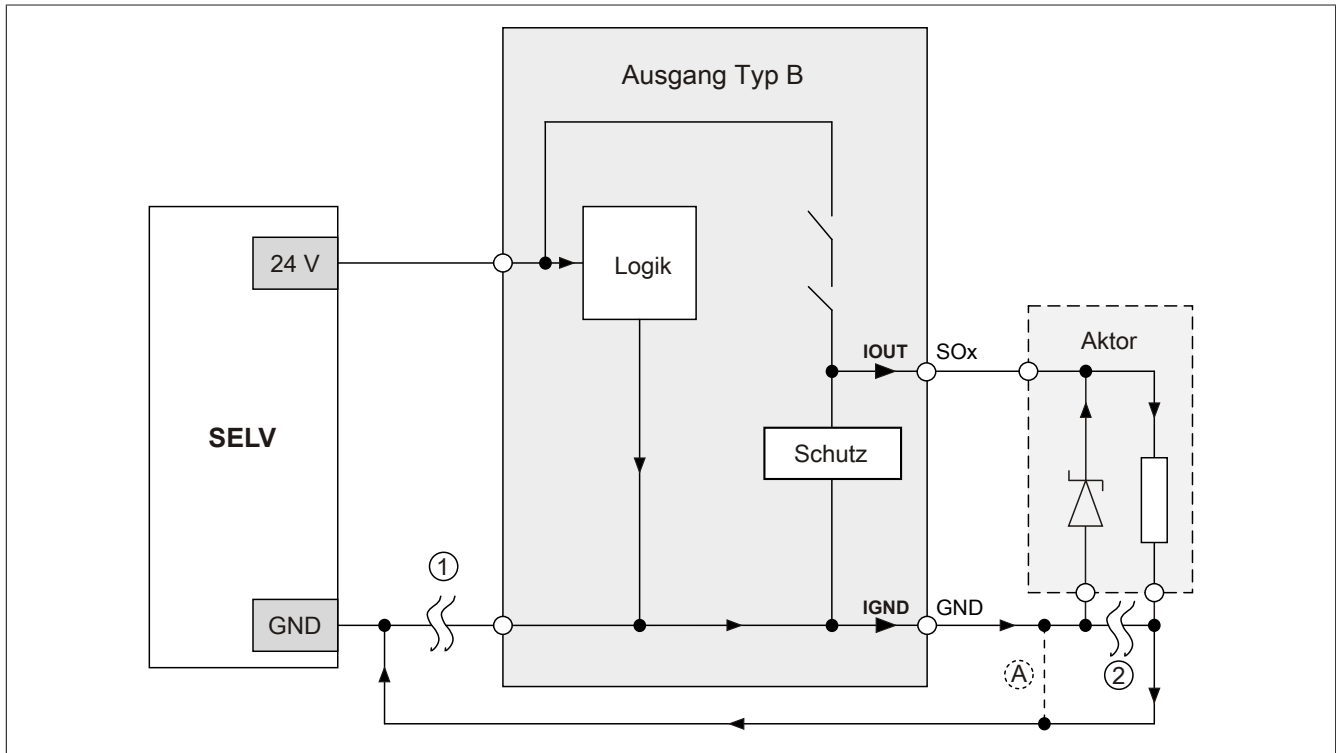 Ausgang Typ B
24 V
Logik
Aktor
IOUT
SOx
SELV
Schutz
1
GND
IGND
GND
A
2